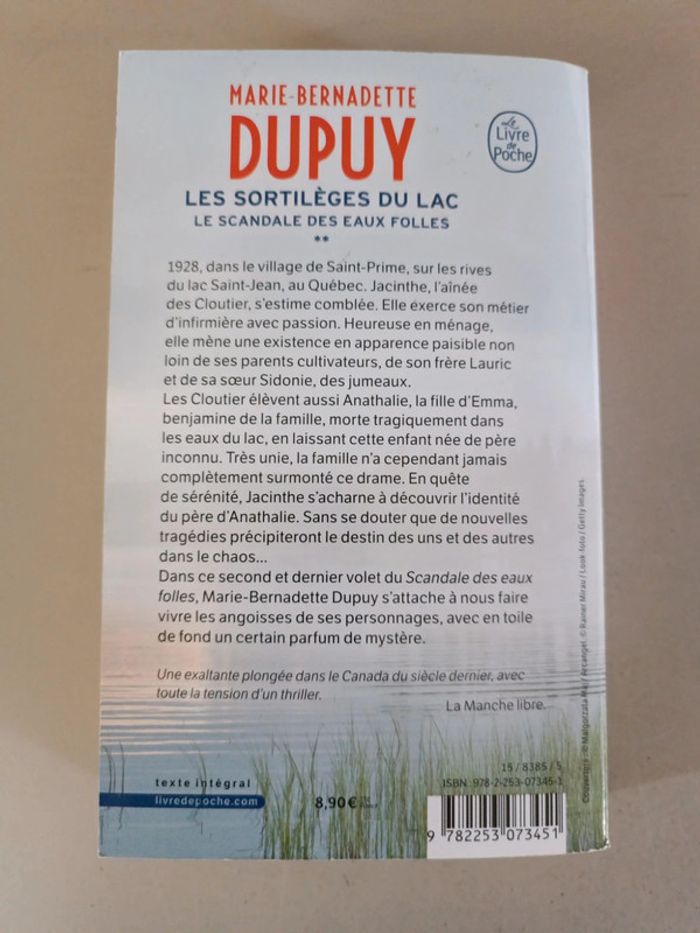 MARIE-BERNADETTE
DUPUY
Le
Livre
de
Poche
LES SORTILÈGES DU LAC
LE SCANDALE DES EAUX FOLLES
**
1928, dans le village de Saint-Prime, sur les rives
du lac Saint-Jean, au Québec. Jacinthe, l'aînée
des Cloutier, s'estime comblée. Elle exerce son métier
d'infirmière avec passion. Heureuse en ménage,
elle mène une existence en apparence paisible non
loin de ses parents cultivateurs, de son frère Lauric
et de sa sœur Sidonie, des jumeaux.
Les Cloutier élèvent aussi Anathalie, la fille d'Emma,
benjamine de la famille, morte tragiquement dans
les eaux du lac, en laissant cette enfant née de père
inconnu. Très unie, la famille n'a cependant jamais
complètement surmonté ce drame. En quête
de sérénité, Jacinthe s'acharne à découvrir l'identité
du père d'Anathalie. Sans se douter que de nouvelles
tragédies précipiteront le destin des uns et des autres
dans le chaos...
Dans ce second et dernier volet du Scandale des eaux
folles, Marie-Bernadette Dupuy s'attache à nous faire
vivre les angoisses de ses personnages, avec en toile
de fond un certain parfum de mystère.
Une exaltante plongée dans le Canada du siècle dernier, avec
toute la tension d'un thriller.
La Manche libre.
Couverture : © Malgorzata / Arcangel. © Rainer Mirau / Look-foto / Getty Images.
15 / 8385 / 5
ISBN : 978-2-253-07345-1
texte intégral
livredepoche.com
8,90 €
9 782253 073451